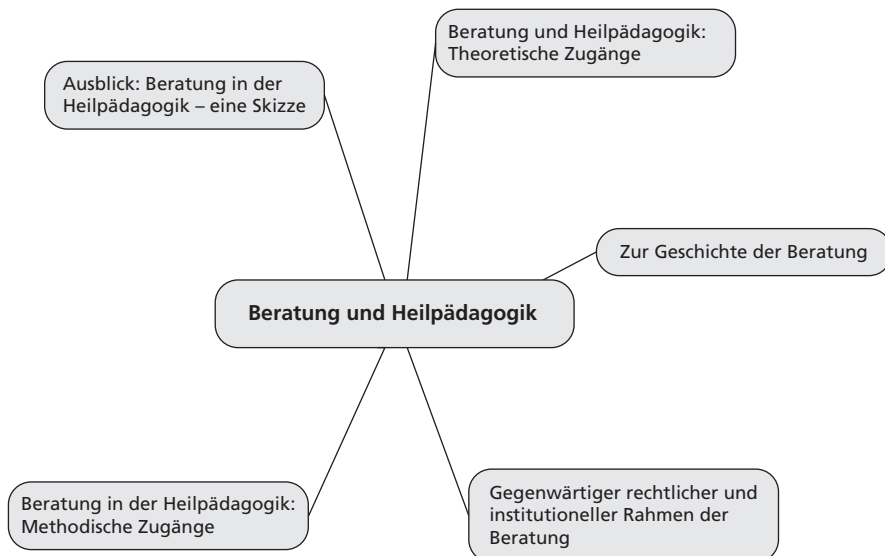 Beratung und Heilpädagogik:
Theoretische Zugänge
Ausblick: Beratung in der
Heilpädagogik – eine Skizze
Zur Geschichte der Beratung
Beratung und Heilpädagogik
Beratung in der Heilpädagogik:
Methodische Zugänge
Gegenwärtiger rechtlicher und
institutioneller Rahmen der
Beratung